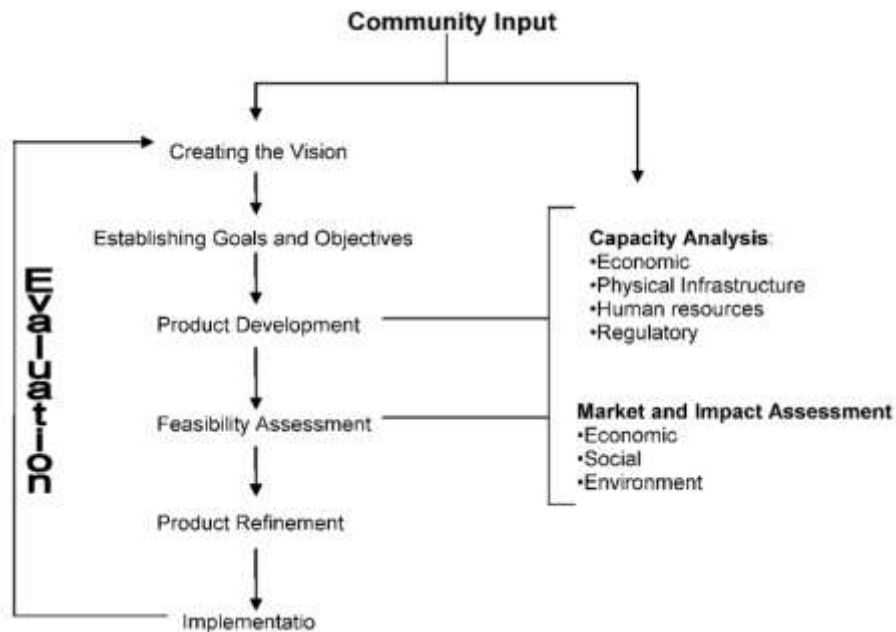 Community Input
Creating the Vision
Establishing Goals and Objectives
Product Development
Feasibility Assessment
Product Refinement
Implementatio
Evaluation
Capacity Analysis:
•Economic
•Physical Infrastructure
•Human resources
•Regulatory
Market and Impact Assessment
•Economic
•Social
•Environment